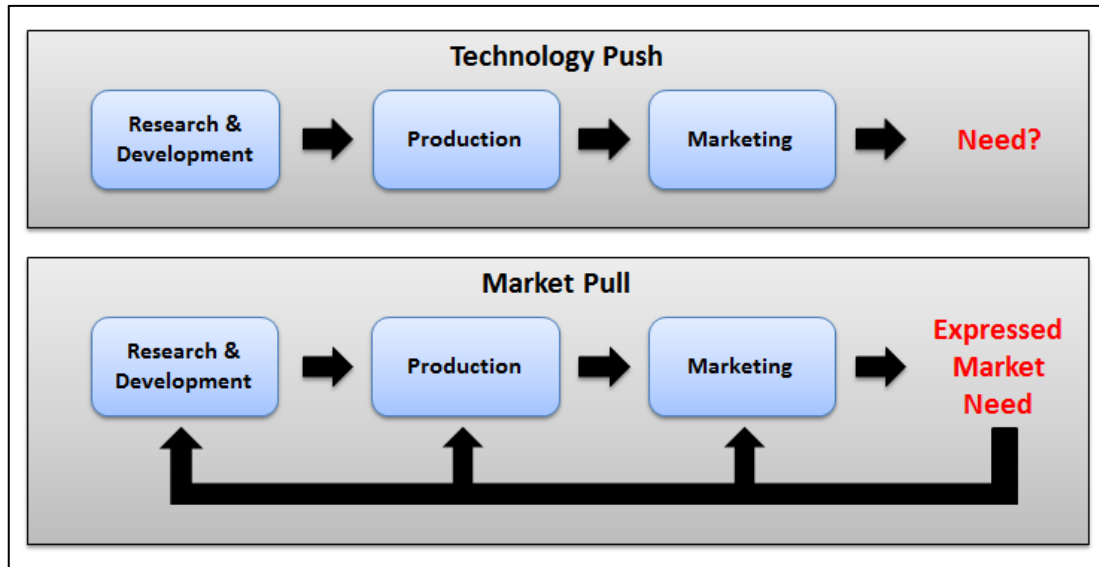 Technology Push
Research &
Development
Production
Marketing
Need?
Market Pull
Research &
Development
Production
Marketing
Expressed
Market
Need